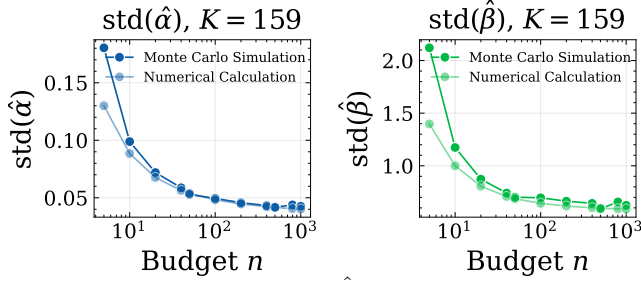 std(α̂), K = 159
std(α̂)
0.15
0.10
0.05
Monte Carlo Simulation
Numerical Calculation
10¹ 10² 10³
Budget n
std(β̂), K = 159
std(β̂)
2.0
1.5
1.0
Monte Carlo Simulation
Numerical Calculation
10¹ 10² 10³
Budget n